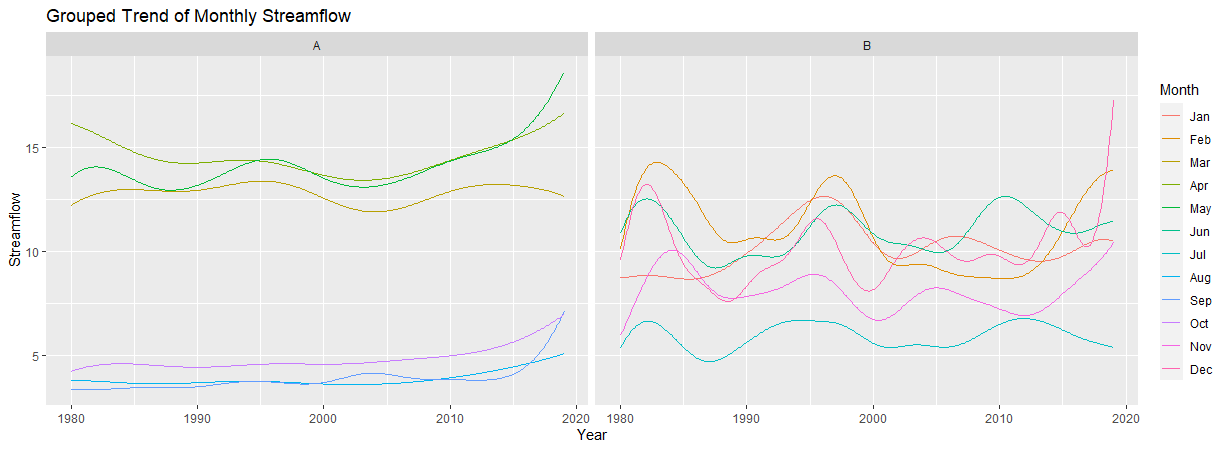 Grouped Trend of Monthly Streamflow
A
B
Streamflow
15
10
5
1980
1990
2000
2010
2020
1980
1990
2000
2010
2020
Year
Month
Jan
Feb
Mar
Apr
May
Jun
Jul
Aug
Sep
Oct
Nov
Dec